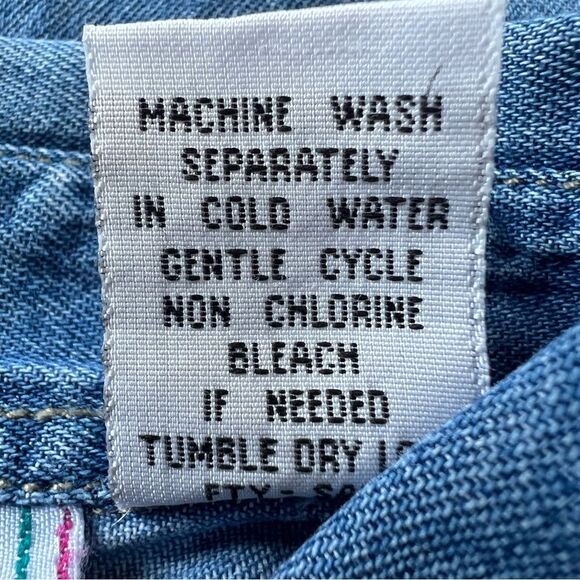 MACHINE WASH
SEPARATELY
IN COLD WATER
GENTLE CYCLE
NON CHLORINE
BLEACH
IF NEEDED
TUMBLE DRY